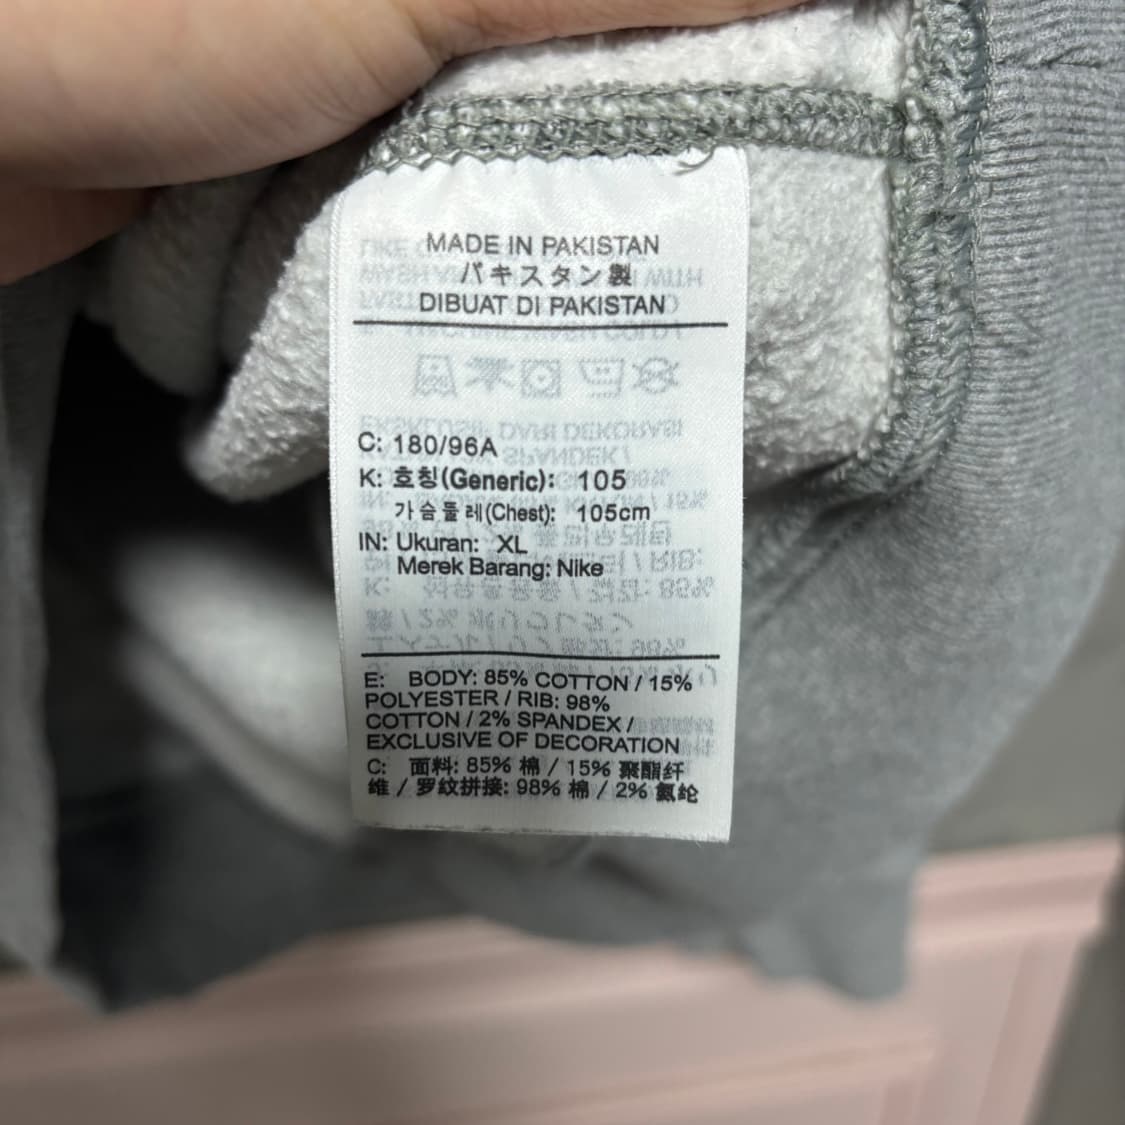 MADE IN PAKISTAN
パキスタン製
DIBUAT DI PAKISTAN
C: 180/96A
K: 호칭(Generic): 105
가슴둘레(Chest): 105cm
IN: Ukuran: XL
Merek Barang: Nike
E: BODY: 85% COTTON / 15%
POLYESTER / RIB: 98%
COTTON / 2% SPANDEX /
EXCLUSIVE OF DECORATION
C: 面料: 85% 棉 / 15% 聚酯纤
维 / 罗纹拼接: 98% 棉 / 2% 氨纶